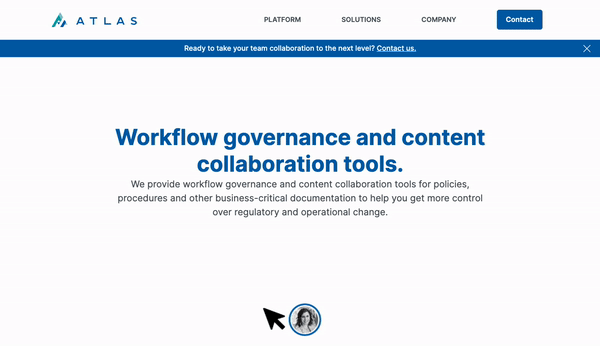 ATLAS
PLATFORM
SOLUTIONS
COMPANY
Contact
Ready to take your team collaboration to the next level? Contact us.
Workflow governance and content
collaboration tools.
We provide workflow governance and content collaboration tools for policies,
procedures and other business-critical documentation to help you get more control
over regulatory and operational change.